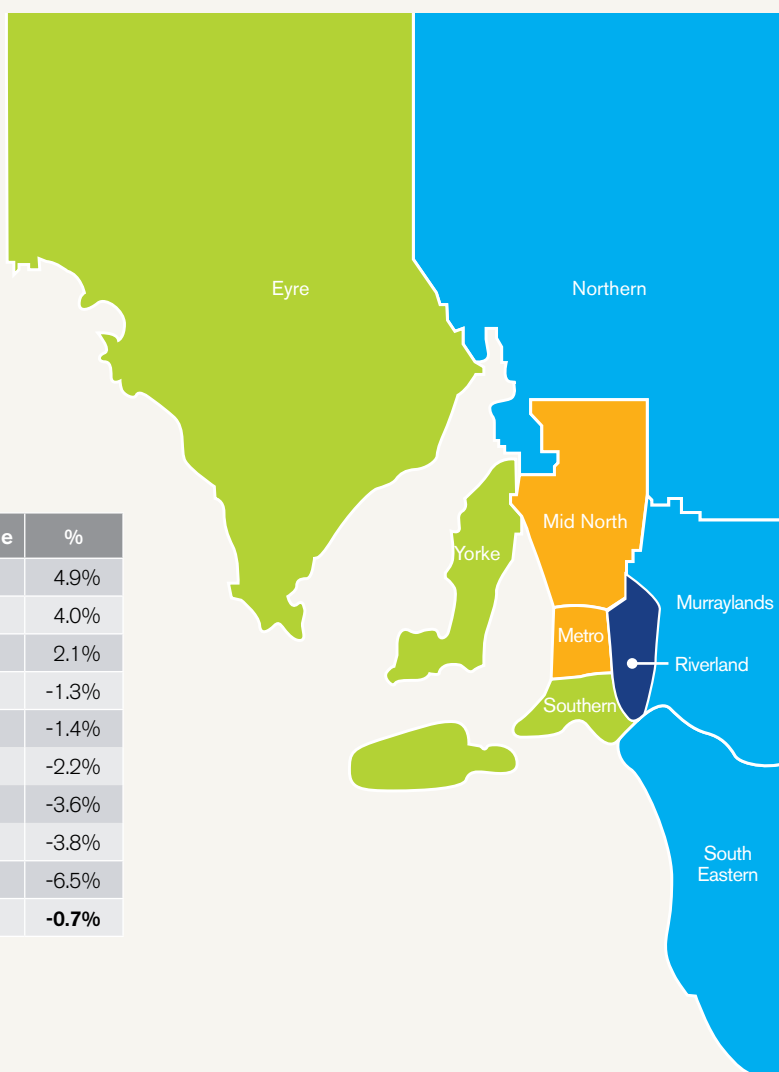 Eyre
Northern
Mid North
Yorke
Murraylands
Metro
Riverland
Southern
South
Eastern
e %
4.9%
4.0%
2.1%
-1.3%
-1.4%
-2.2%
-3.6%
-3.8%
-6.5%
-0.7%